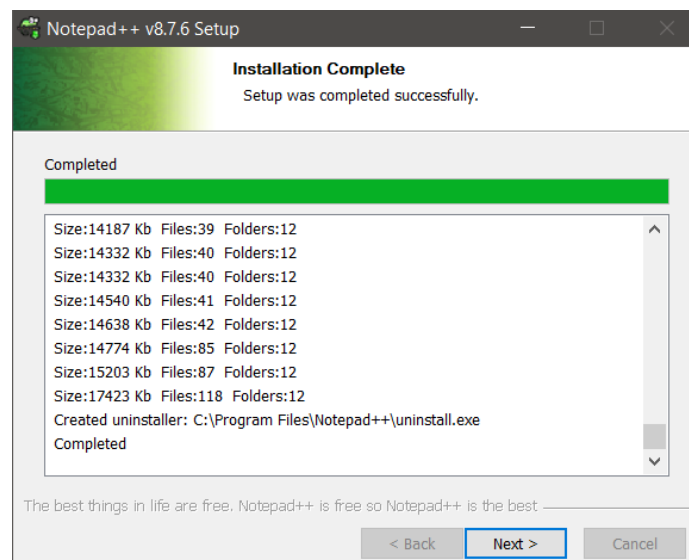 Notepad++ v8.7.6 Setup
Installation Complete
Setup was completed successfully.
Completed
Size:14187 Kb  Files:39  Folders:12
Size:14332 Kb  Files:40  Folders:12
Size:14332 Kb  Files:40  Folders:12
Size:14540 Kb  Files:41  Folders:12
Size:14638 Kb  Files:42  Folders:12
Size:14774 Kb  Files:85  Folders:12
Size:15203 Kb  Files:87  Folders:12
Size:17423 Kb  Files:118  Folders:12
Created uninstaller: C:\Program Files\Notepad++\uninstall.exe
Completed
The best things in life are free. Notepad++ is free so Notepad++ is the best
< Back Next > Cancel